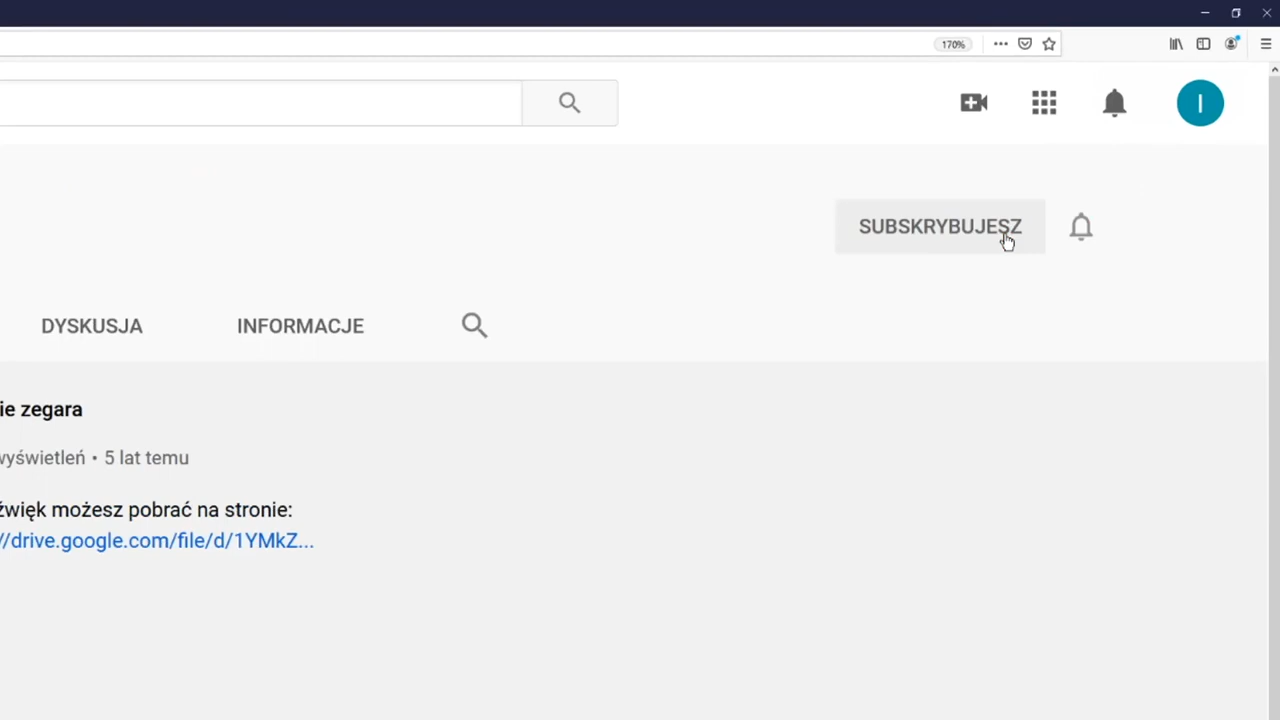 170%
I
SUBSKRYBUJESZ
DYSKUSJA INFORMACJE
ie zegara
wyświetleń • 5 lat temu
źwięk możesz pobrać na stronie:
//drive.google.com/file/d/1YMkZ...